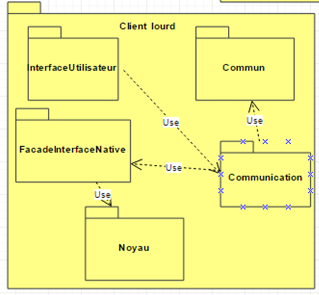 Client lourd
InterfaceUtilisateur
Commun
Use
Use
FacadeInterfaceNative
Use
Communication
Use
Noyau